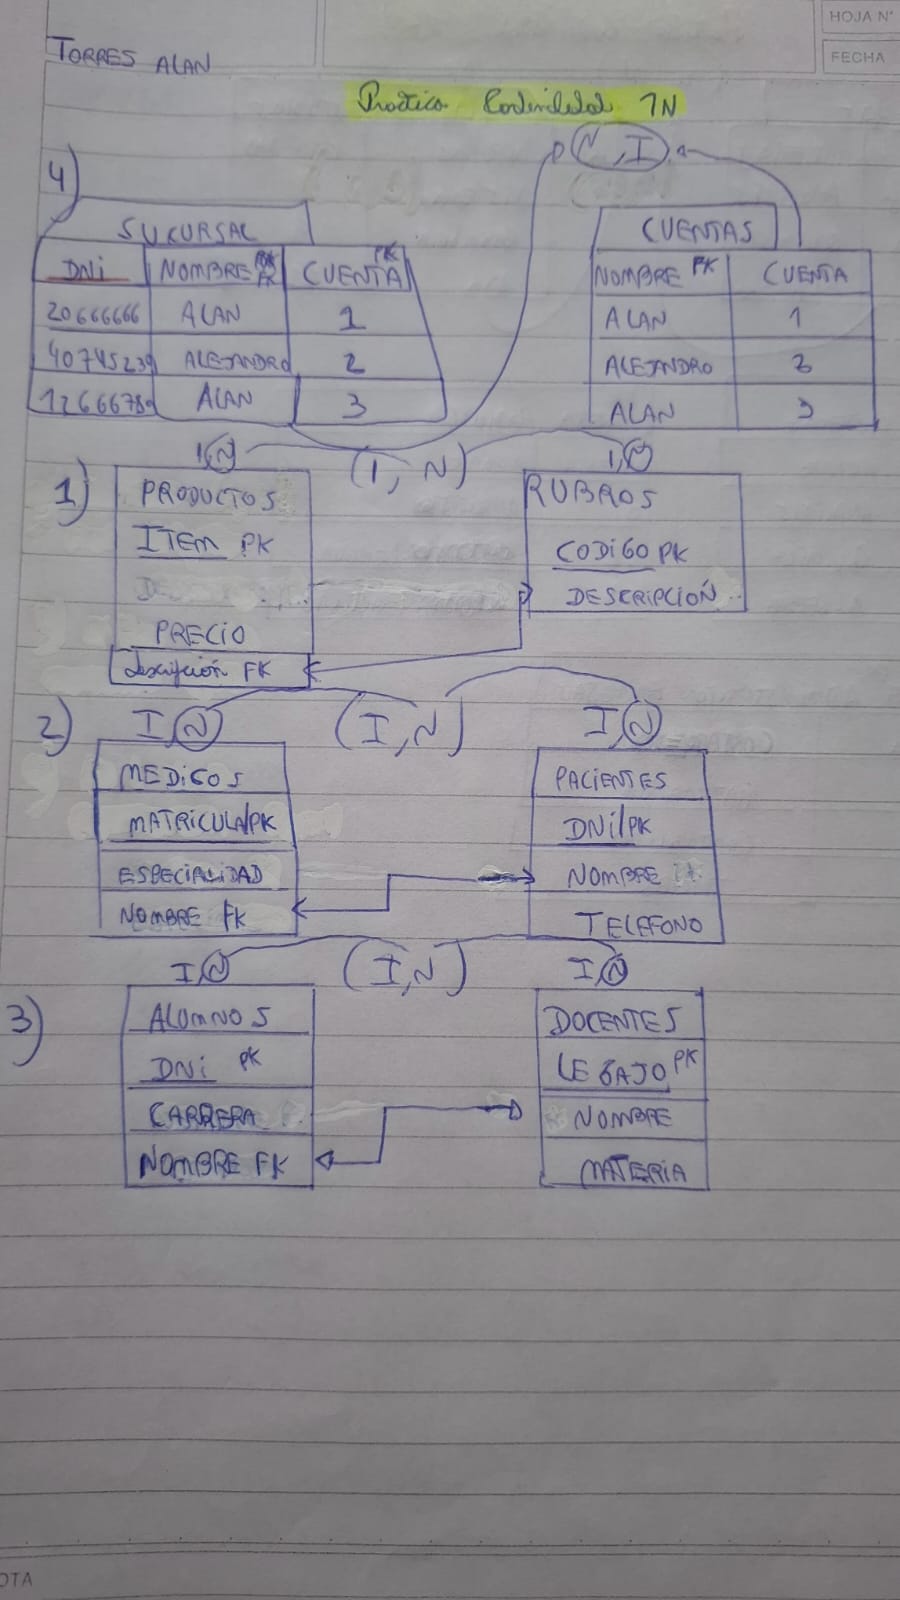 HOJA N°
FECHA
TORRES ALAN
Practica Cardinalidad 1N
N,I
4)
SUCURSAL
DNi NOMBRE FK CUENTA PK
20666666 ALAN 1
40745239 ALEJANDRO 2
12666789 ALAN 3
CUENTAS
NOMBRE PK CUENTA
ALAN 1
ALEJANDRO 2
ALAN 3
1)
1,N (I, N) 1,N
PRODUCTOS
ITEM PK
PRECIO
descripción FK
RUBROS
CODIGO PK
DESCRIPCIÓN
2)
I,N (I,N) I,N
MEDICOS
MATRICULA/PK
ESPECIALIDAD
NOMBRE FK
PACIENTES
DNi/PK
NOMBRE
TELEFONO
3)
I,N (I,N) I,N
ALUMNOS
DNi PK
CARRERA
NOMBRE FK
DOCENTES
LEGAJO PK
NOMBRE
MATERIA
OTA